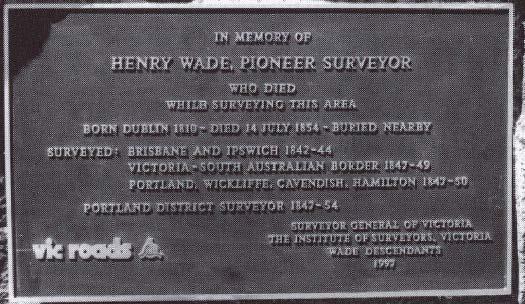 IN MEMORY OF
HENRY WADE, PIONEER SURVEYOR
WHO DIED
WHILE SURVEYING THIS AREA
BORN DUBLIN 1810 - DIED 14 JULY 1854 - BURIED NEARBY
SURVEYED: BRISBANE AND IPSWICH 1842-44
VICTORIA-SOUTH AUSTRALIAN BORDER 1847-49
PORTLAND, WICKLIFFE, CAVENDISH, HAMILTON 1847-50
PORTLAND DISTRICT SURVEYOR 1847-54
SURVEYOR GENERAL OF VICTORIA
THE INSTITUTE OF SURVEYORS, VICTORIA
WADE DESCENDANTS
1997
vic roads